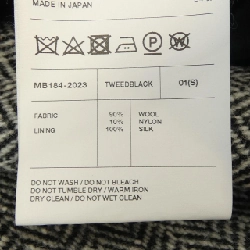 MADE IN JAPAN
MB184-2023 TWEEDBLACK 01(S)
FABRIC 90% WOOL
10% NYLON
LINING 100% SILK
DO NOT WASH / DO NOT BLEACH
DO NOT TUMBLE DRY / WARM IRON
DRY CLEAN / DO NOT WET CLEAN